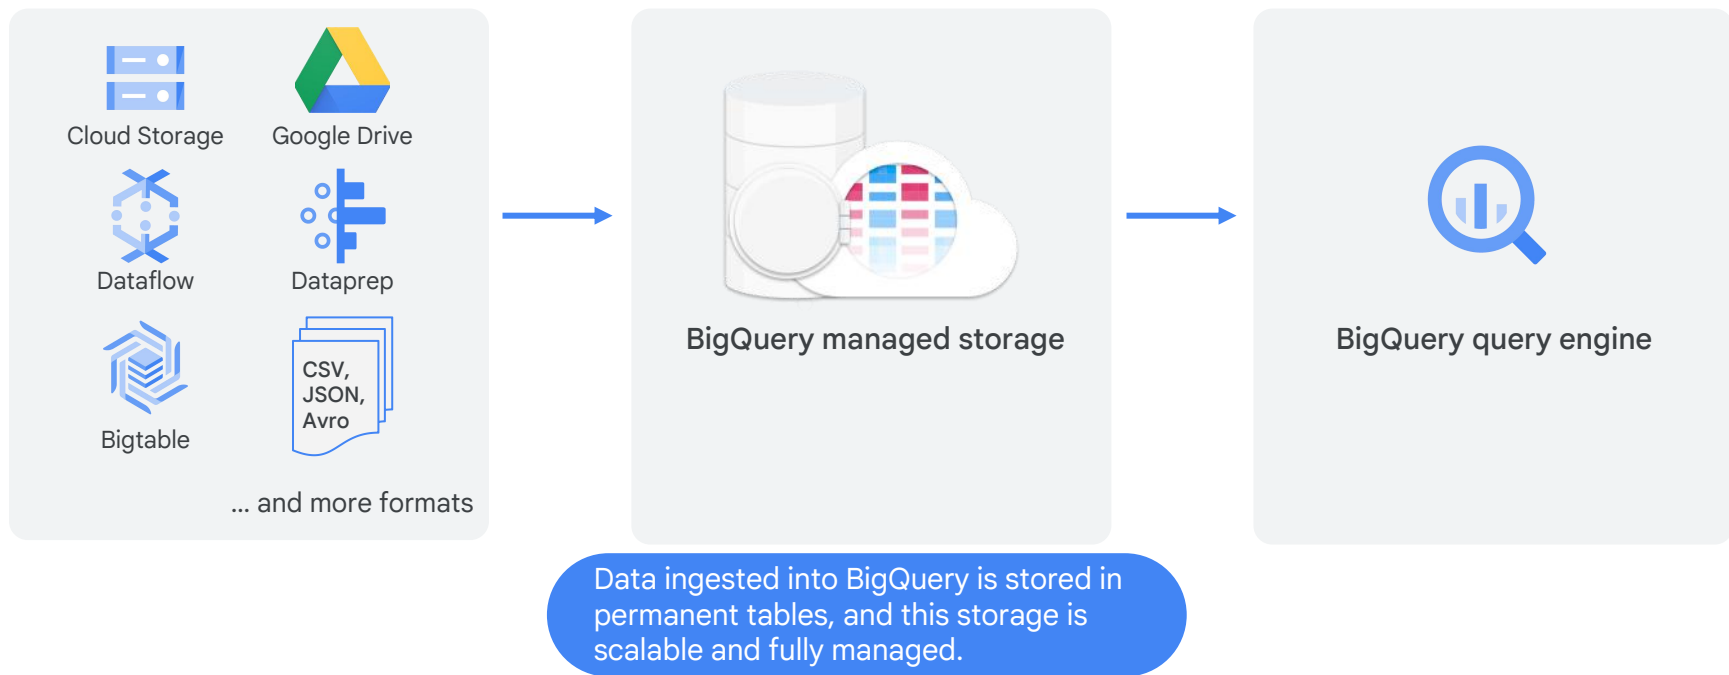 Cloud Storage
Google Drive
Dataflow
Dataprep
Bigtable
CSV,
JSON,
Avro
... and more formats
BigQuery managed storage
BigQuery query engine
Data ingested into BigQuery is stored in
permanent tables, and this storage is
scalable and fully managed.